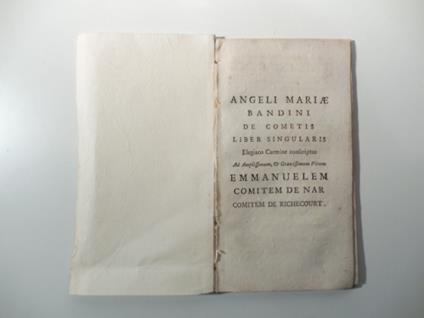 ANGELI MARIÆ
BANDINI
DE COMETIS
LIBER SINGULARIS
Elegiaco Carmine conscriptus
Ad Amplissimum, & Gravissimum Virum
EMMANUELEM
COMITEM DE NAY
COMITEM DE RICHECOURT.